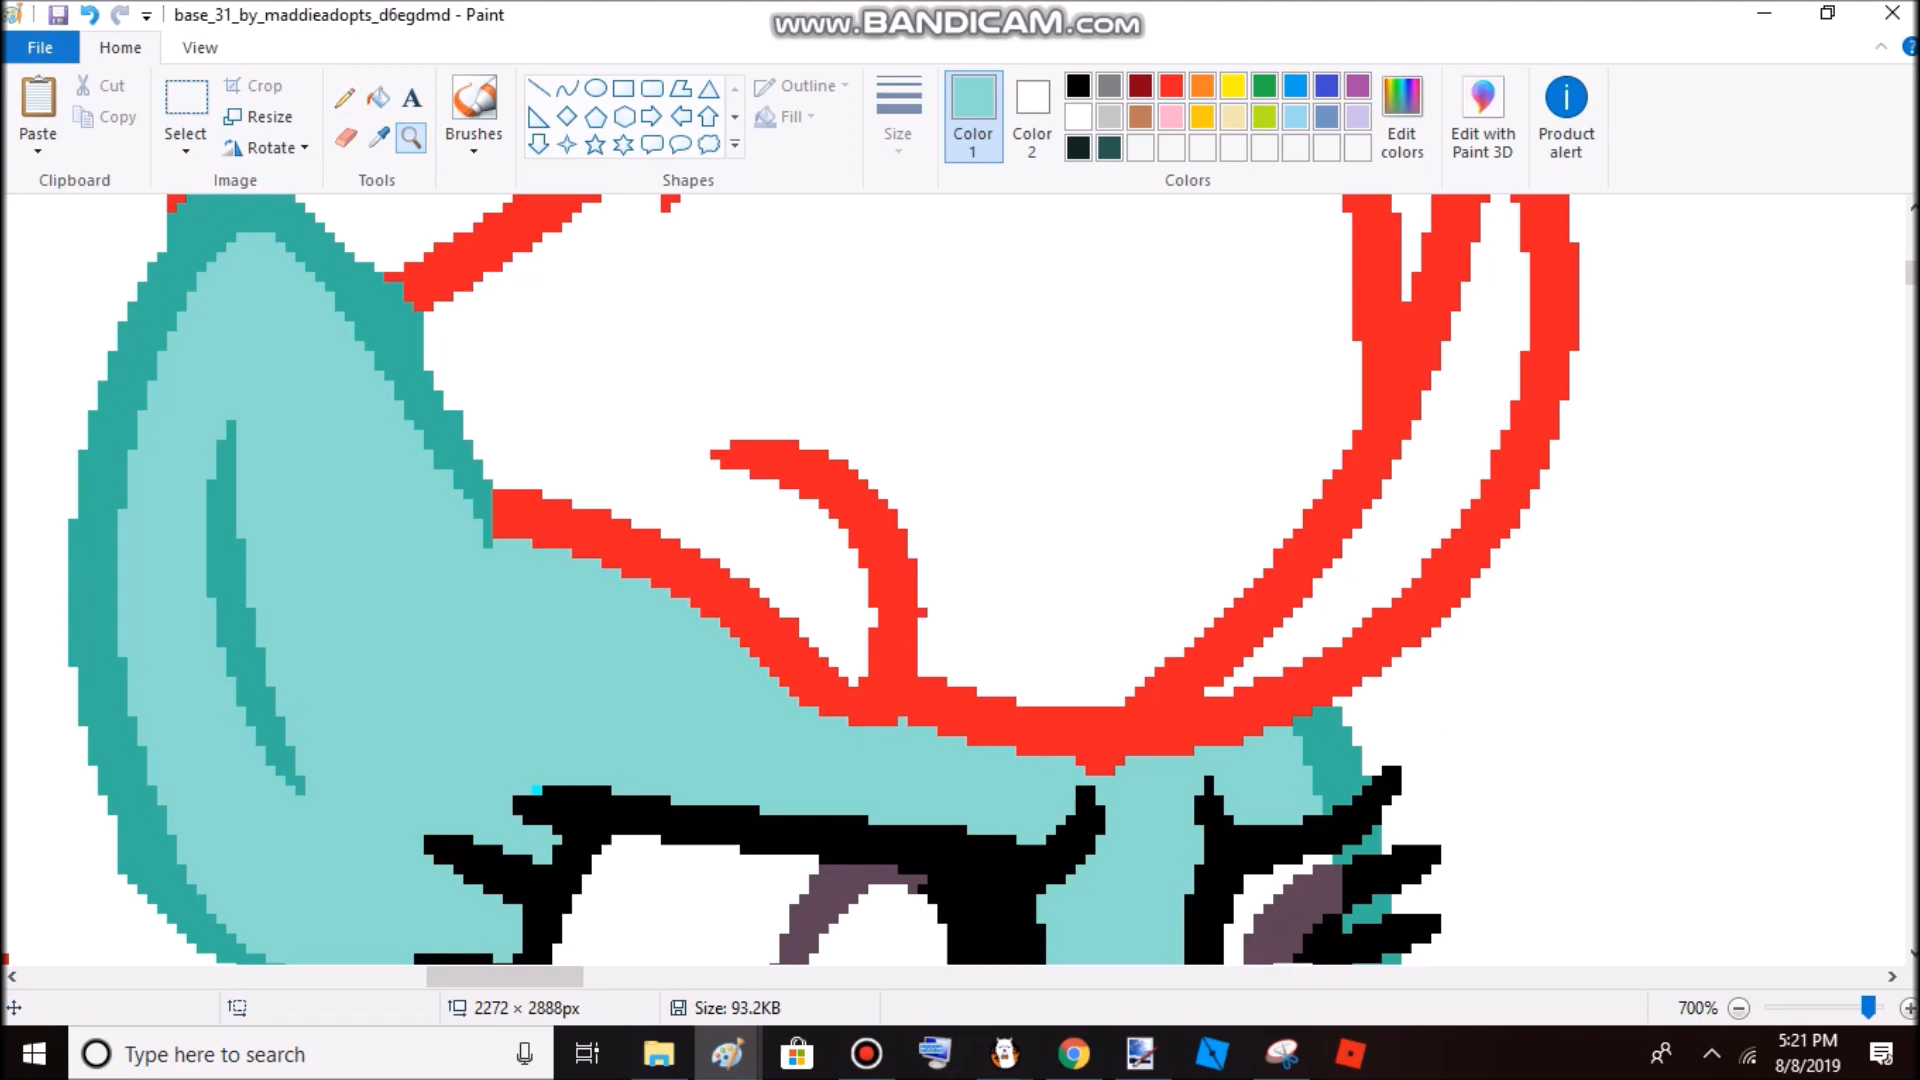 base_31_by_maddieadopts_d6egdmd - Paint
www.BANDICAM.com
File Home View
Paste
Cut
Copy
Clipboard
Select
Crop
Resize
Rotate
Image
A
Tools
Brushes
Shapes
Outline
Fill
Size
Color 1
Color 2
Colors
Edit colors
Edit with Paint 3D
Product alert
2272 × 2888px
Size: 93.2KB
700%
Type here to search
5:21 PM
8/8/2019